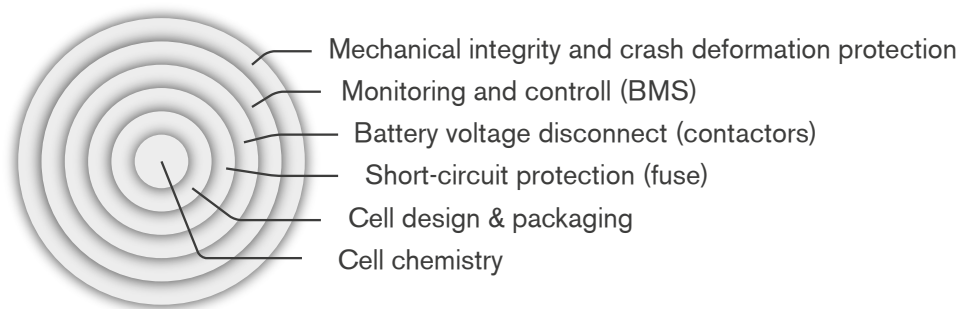 Mechanical integrity and crash deformation protection
Monitoring and controll (BMS)
Battery voltage disconnect (contactors)
Short-circuit protection (fuse)
Cell design & packaging
Cell chemistry